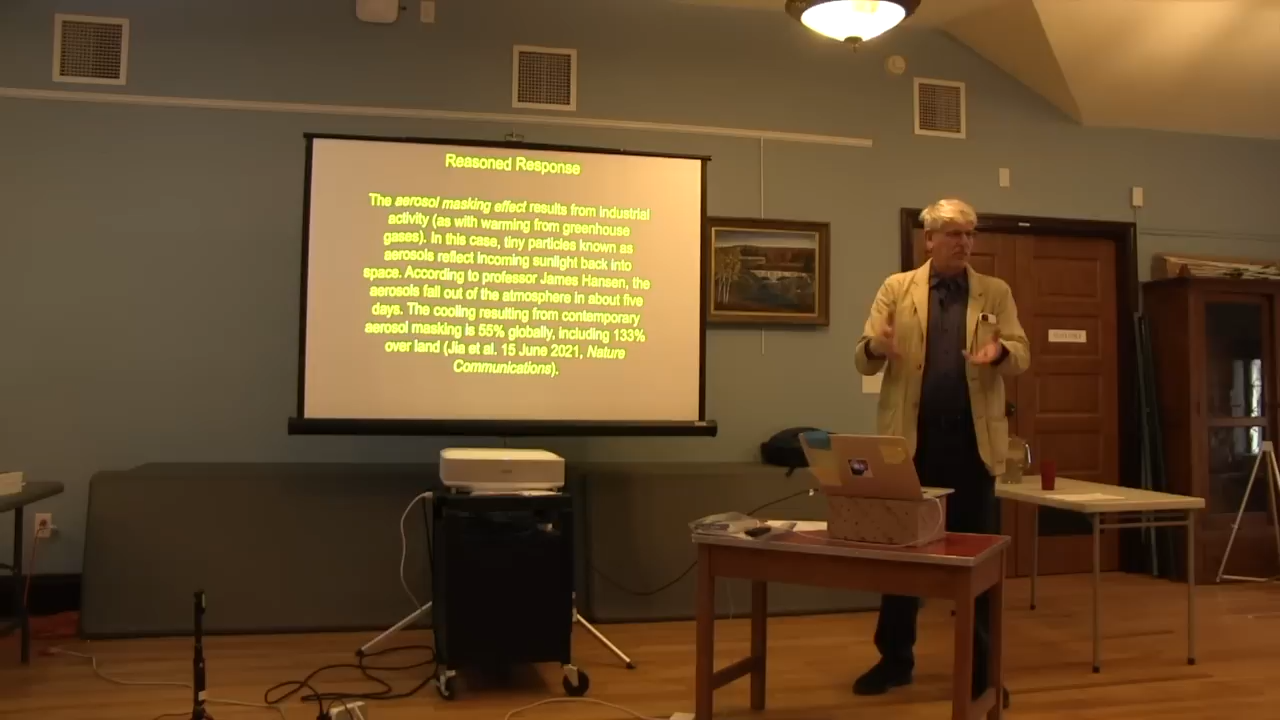 Reasoned Response
The aerosol masking effect results from industrial
activity (as with warming from greenhouse
gases). In this case, tiny particles known as
aerosols reflect incoming sunlight back into
space. According to professor James Hansen, the
aerosols fall out of the atmosphere in about five
days. The cooling resulting from contemporary
aerosol masking is 55% globally, including 133%
over land (Jia et al. 15 June 2021, Nature
Communications).